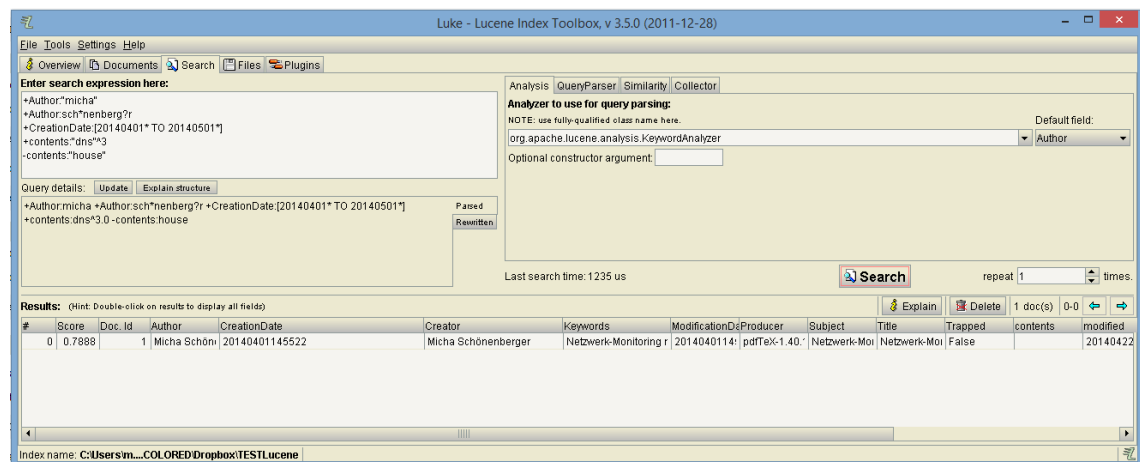 Luke - Lucene Index Toolbox, v 3.5.0 (2011-12-28)
File Tools Settings Help
Overview Documents Search Files Plugins
Enter search expression here:
+Author:"micha"
+Author:sch*nenberg?r
+CreationDate:[20140401* TO 20140501*]
+contents:"dns"^3
-contents:"house"
Query details: Update Explain structure
+Author:micha +Author:sch*nenberg?r +CreationDate:[20140401* TO 20140501*]
+contents:dns^3.0 -contents:house
Parsed
Rewritten
Analysis QueryParser Similarity Collector
Analyzer to use for query parsing:
NOTE: use fully-qualified class name here.
Default field:
org.apache.lucene.analysis.KeywordAnalyzer
Author
Optional constructor argument:
Last search time: 1235 us
Search
repeat 1 times.
Results: (Hint: Double-click on results to display all fields)
Explain Delete 1 doc(s) 0-0
# Score Doc. Id Author CreationDate Creator Keywords ModificationDa Producer Subject Title Trapped contents modified
0 0.7888 1 Micha Schön 20140401145522 Micha Schönenberger Netzwerk-Monitoring r 2014040114 pdfTeX-1.40. Netzwerk-Mo Netzwerk-Mo False 20140422
Index name: C:\Users\m....COLORED\Dropbox\TESTLucene